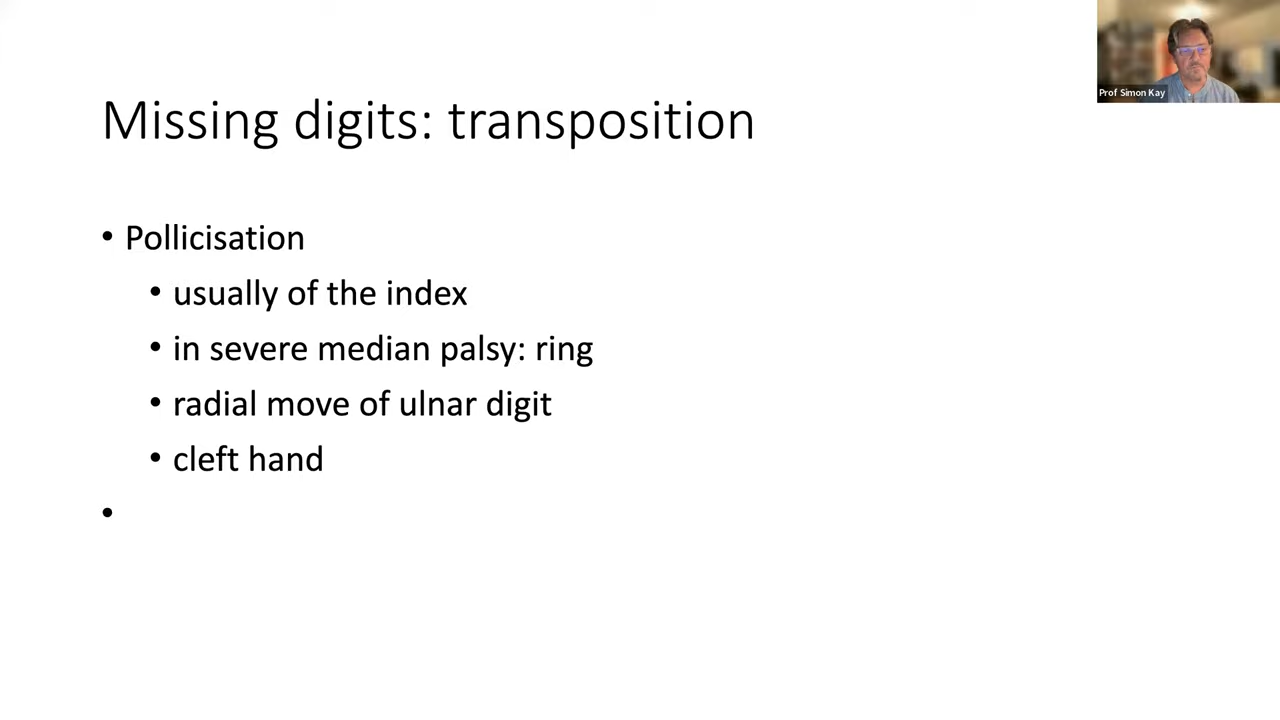 Prof Simon Kay
Missing digits: transposition
• Pollicisation
• usually of the index
• in severe median palsy: ring
• radial move of ulnar digit
• cleft hand
•